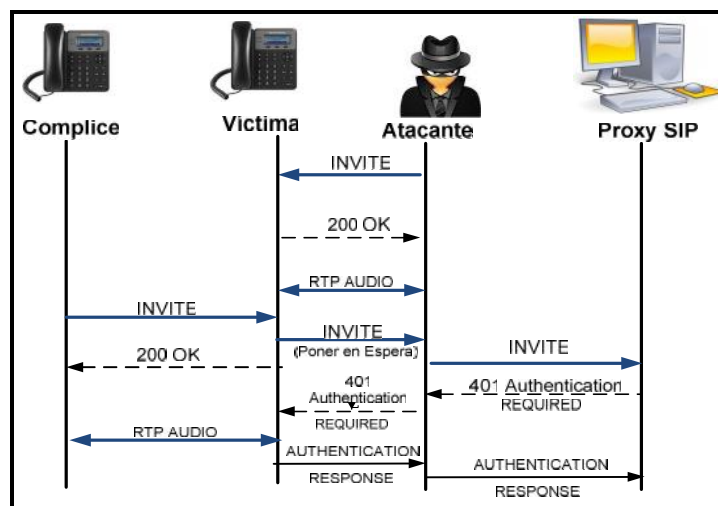 Complice
Victima
Atacante
Proxy SIP
INVITE
200 OK
RTP AUDIO
INVITE
INVITE
(Poner en Espera)
INVITE
200 OK
401
Authentication
REQUIRED
401 Authentication
REQUIRED
RTP AUDIO
AUTHENTICATION
RESPONSE
AUTHENTICATION
RESPONSE